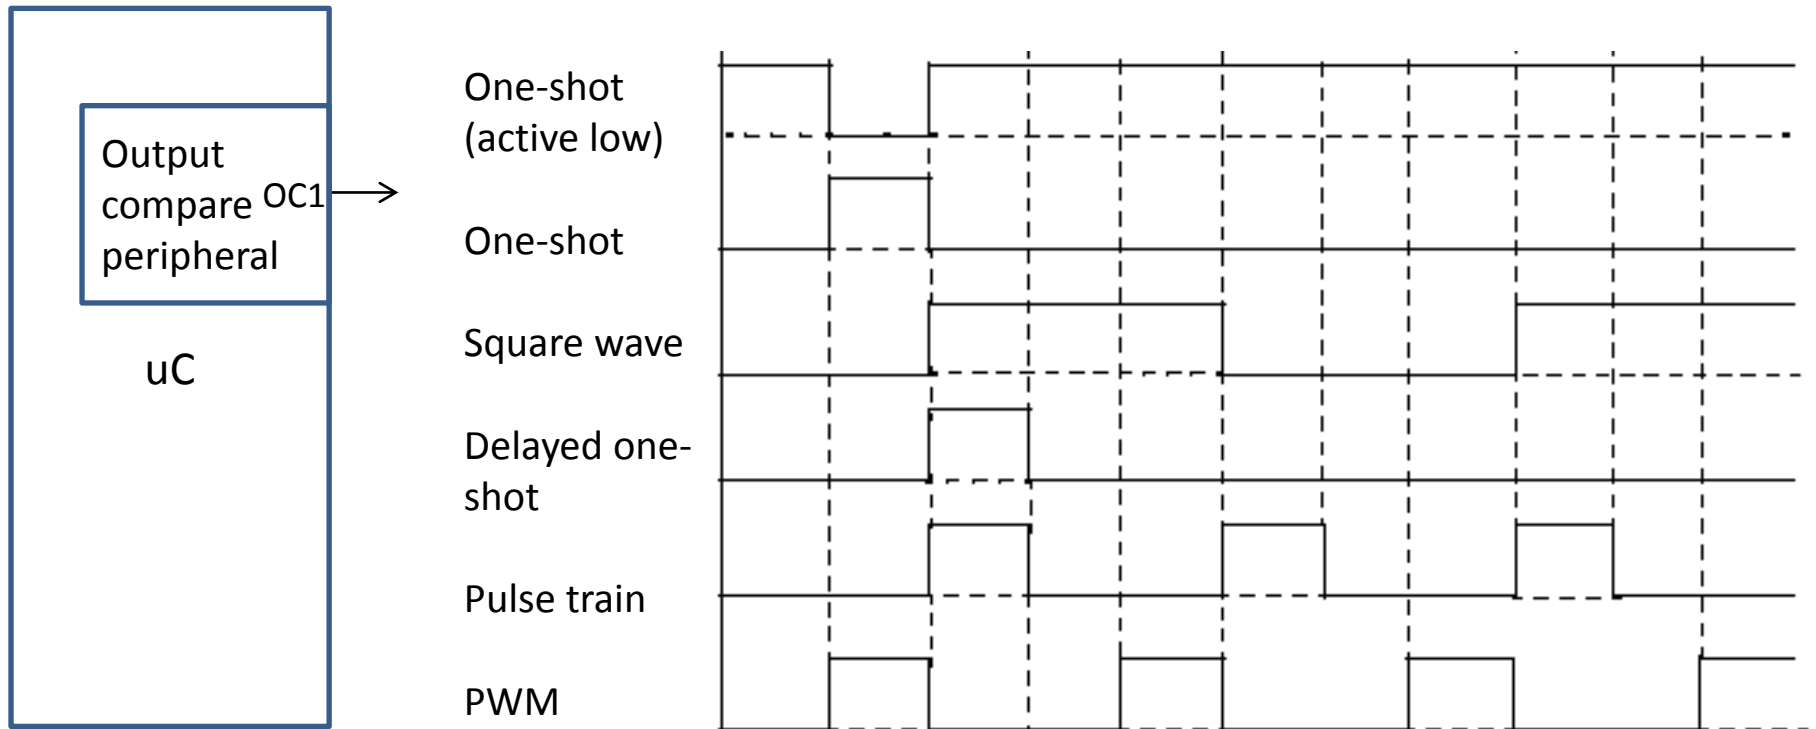 Output
compare OC1
peripheral
uC
One-shot
(active low)
One-shot
Square wave
Delayed one-
shot
Pulse train
PWM